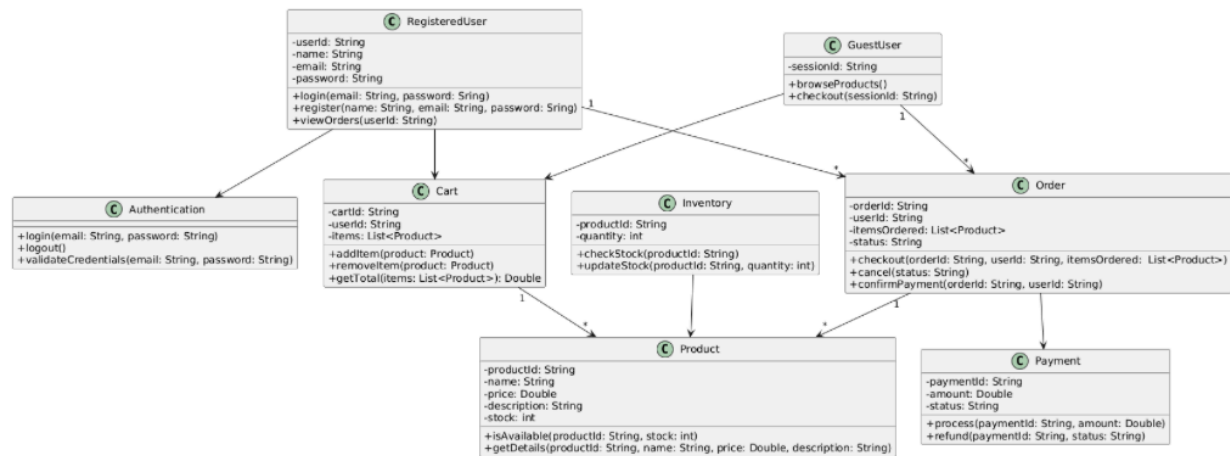 C RegisteredUser
-userId: String
-name: String
-email: String
-password: String
+login(email: String, password: Sring)
+register(name: String, email: String, password: Sring)
+viewOrders(userId: String)
C GuestUser
-sessionId: String
+browseProducts()
+checkout(sessionId: String)
1
1
*
*
C Authentication
+login(email: String, password: String)
+logout()
+validateCredentials(email: String, password: String)
C Cart
-cartId: String
-userId: String
-items: List<Product>
+addItem(product: Product)
+removeItem(product: Product)
+getTotal(items: List<Product>): Double
C Inventory
-productId: String
-quantity: int
+checkStock(productId: String)
+updateStock(productId: String, quantity: int)
C Order
-orderId: String
-userId: String
-itemsOrdered: List<Product>
-status: String
+checkout(orderId: String, userId: String, itemsOrdered: List<Product>)
+cancel(status: String)
+confirmPayment(orderId: String, userId: String)
1
*
1
*
C Product
-productId: String
-name: String
-price: Double
-description: String
-stock: int
+isAvailable(productId: String, stock: int)
+getDetails(productId: String, name: String, price: Double, description: String)
C Payment
-paymentId: String
-amount: Double
-status: String
+process(paymentId: String, amount: Double)
+refund(paymentId: String, status: String)